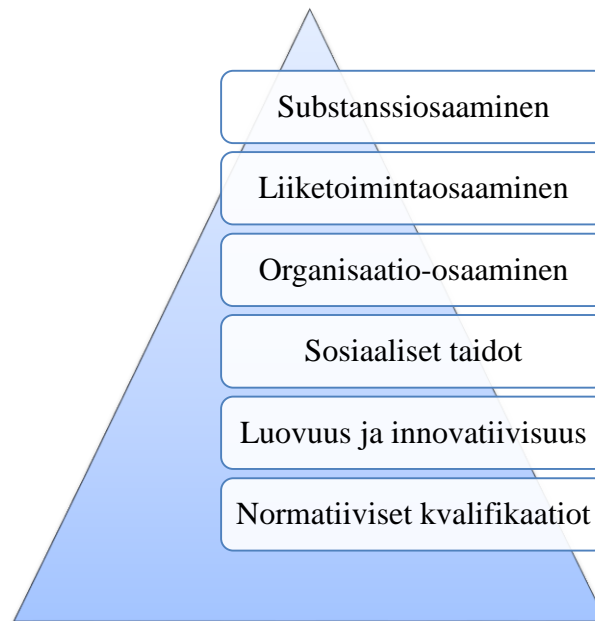 Substanssiosaaminen
Liiketoimintaosaaminen
Organisaatio-osaaminen
Sosiaaliset taidot
Luovuus ja innovatiivisuus
Normatiiviset kvalifikaatiot